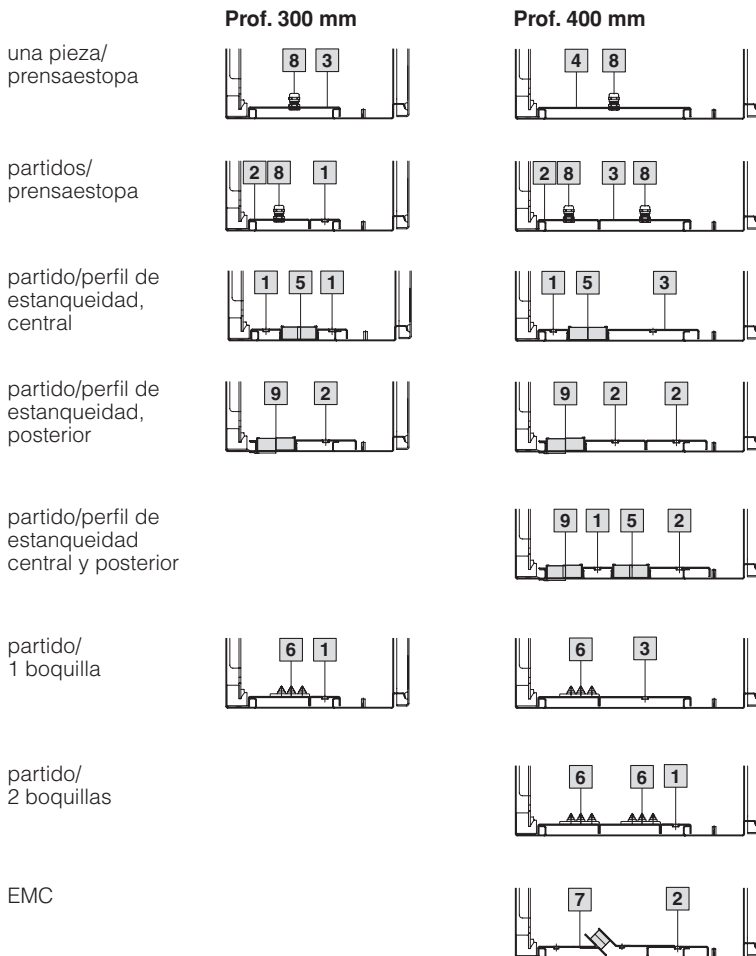 Prof. 300 mm Prof. 400 mm
una pieza/
prensaestopa
8 3 4 8
partidos/
prensaestopa
2 8 1 2 8 3 8
partido/perfil de
estanqueidad,
central
1 5 1 1 5 3
partido/perfil de
estanqueidad,
posterior
9 2 9 2 2
partido/perfil de
estanqueidad
central y posterior
9 1 5 2
partido/
1 boquilla
6 1 6 3
partido/
2 boquillas
6 6 1
EMC
7 2